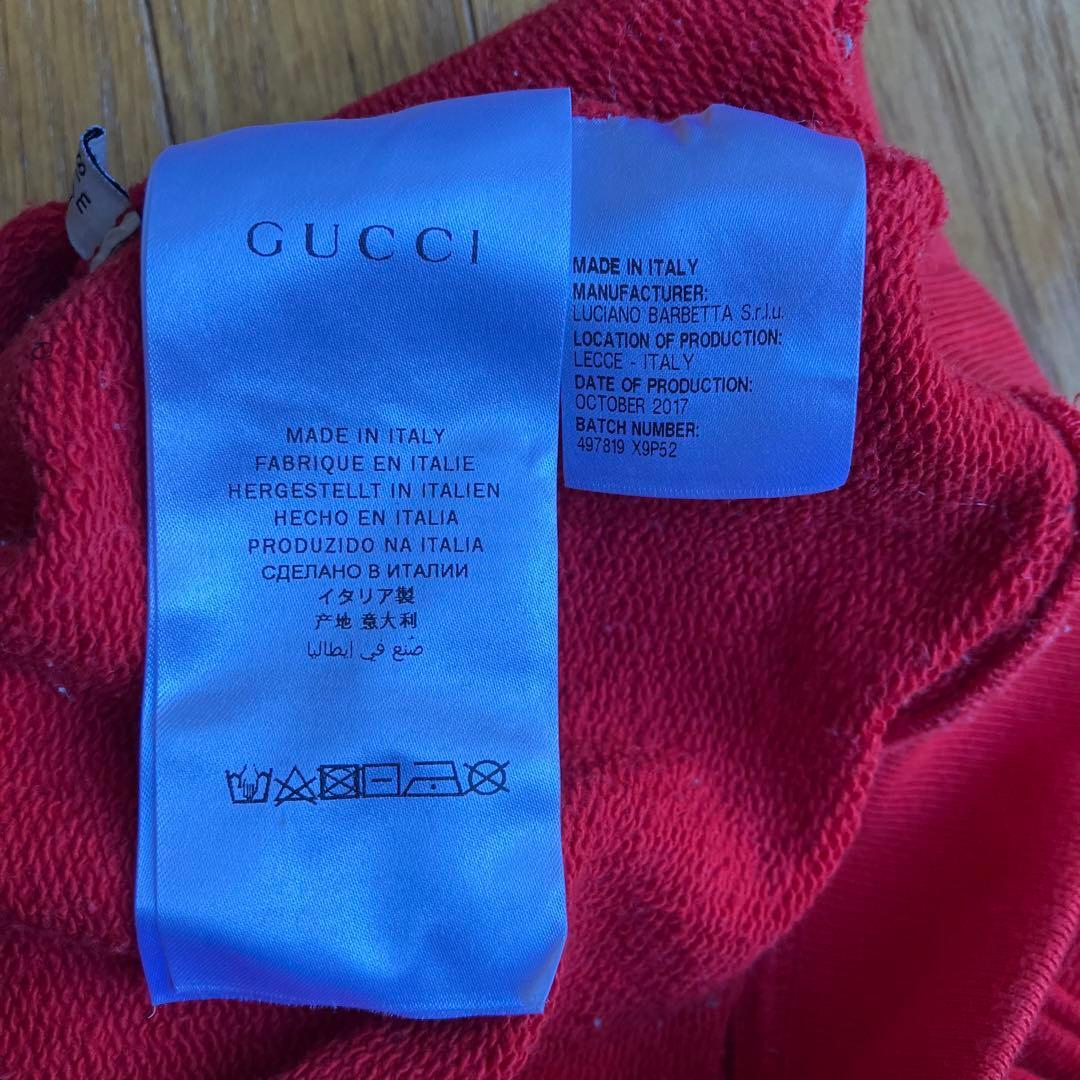 GUCCI
MADE IN ITALY
FABRIQUE EN ITALIE
HERGESTELLT IN ITALIEN
HECHO EN ITALIA
PRODUZIDO NA ITALIA
СДЕЛАНО В ИТАЛИИ
イタリア製
产地 意大利
صُنع في إيطاليا
MADE IN ITALY
MANUFACTURER:
LUCIANO BARBETTA S.r.l.u.
LOCATION OF PRODUCTION:
LECCE - ITALY
DATE OF PRODUCTION:
OCTOBER 2017
BATCH NUMBER:
497819 X9P52